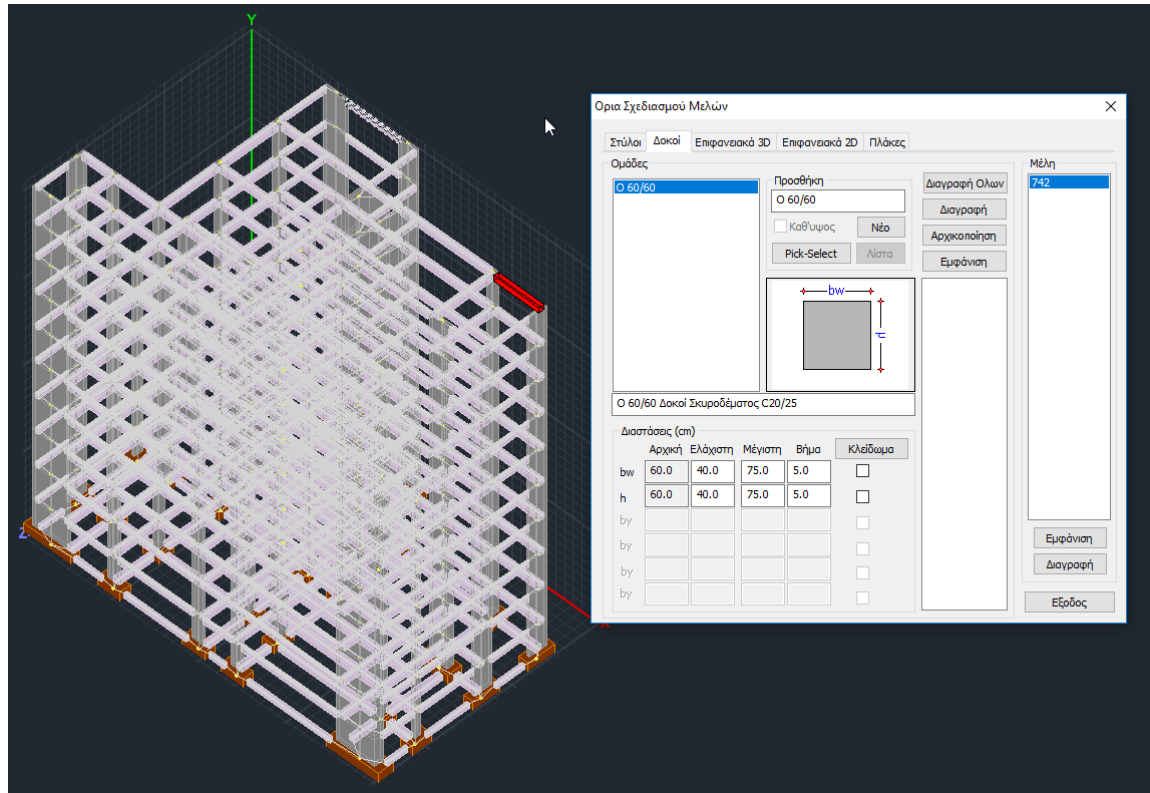 Y
Z
X
Ορια Σχεδιασμού Μελών
Στύλοι Δοκοί Επιφανειακά 3D Επιφανειακά 2D Πλάκες
Ομάδες
O 60/60
Προσθήκη
O 60/60
Καθ'υψος Νέο
Pick-Select Λίστα
Διαγραφή Ολων
Διαγραφή
Αρχικοποίηση
Εμφάνιση
Μέλη
742
bw
h
O 60/60 Δοκοί Σκυροδέματος C20/25
Διαστάσεις (cm)
Αρχική Ελάχιστη Μέγιστη Βήμα Κλείδωμα
bw 60.0 40.0 75.0 5.0
h 60.0 40.0 75.0 5.0
by
by
by
by
Εμφάνιση
Διαγραφή
Εξοδος